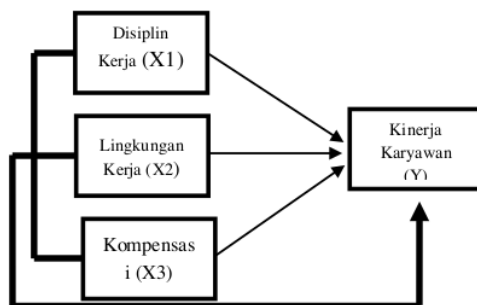 Disiplin
Kerja (X1)
Lingkungan
Kerja (X2)
Kompensas
i (X3)
Kinerja
Karyawan
(Y)